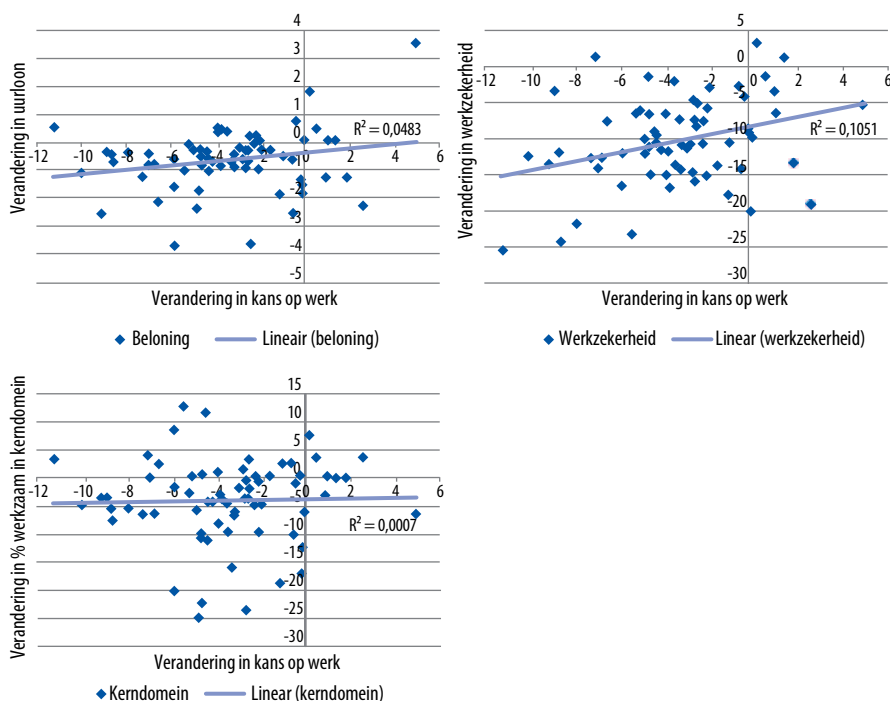 Verandering in uurloon
4
3
2
1
0
-12 -10 -8 -6 -4 -2 0 2 4 6
-1
-2
-3
-4
-5
R² = 0,0483
Verandering in kans op werk
Beloning Lineair (beloning)
Verandering in werkzekerheid
5
0
-12 -10 -8 -6 -4 -2 2 4 6
-5
-10
-15
-20
-25
-30
R² = 0,1051
Verandering in kans op werk
Werkzekerheid Linear (werkzekerheid)
Verandering in % werkzaam in kerndomein
15
10
5
0
-12 -10 -8 -6 -4 -2 2 4 6
-5
-10
-15
-20
-25
-30
R² = 0,0007
Verandering in kans op werk
Kerndomein Linear (kerndomein)